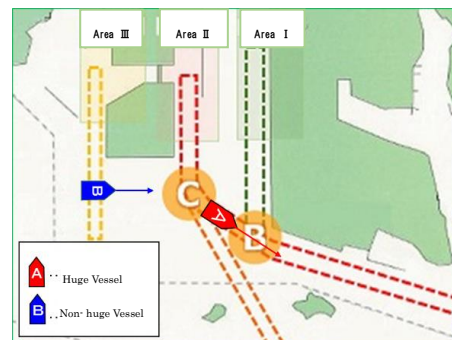 Area Ⅲ
Area Ⅱ
Area Ⅰ
B
C
A
B
A ‥ Huge Vessel
B ‥Non- huge Vessel